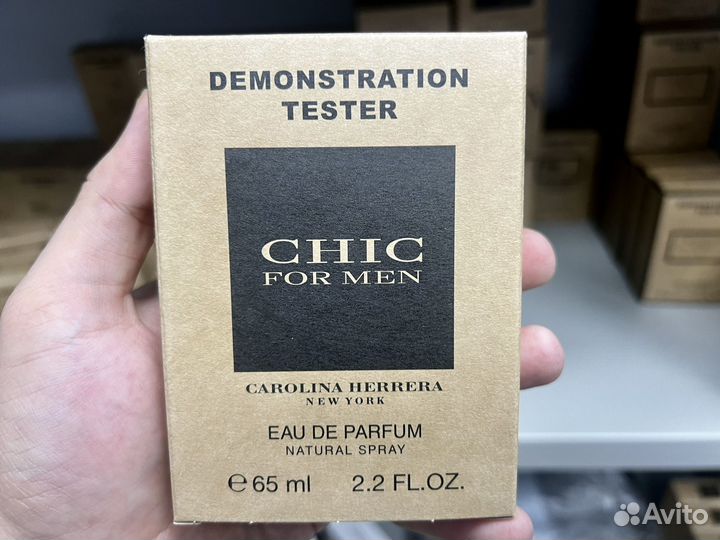 DEMONSTRATION
TESTER
CHIC
FOR MEN
CAROLINA HERRERA
NEW YORK
EAU DE PARFUM
NATURAL SPRAY
℮65 ml 2.2 FL.OZ.
Avito